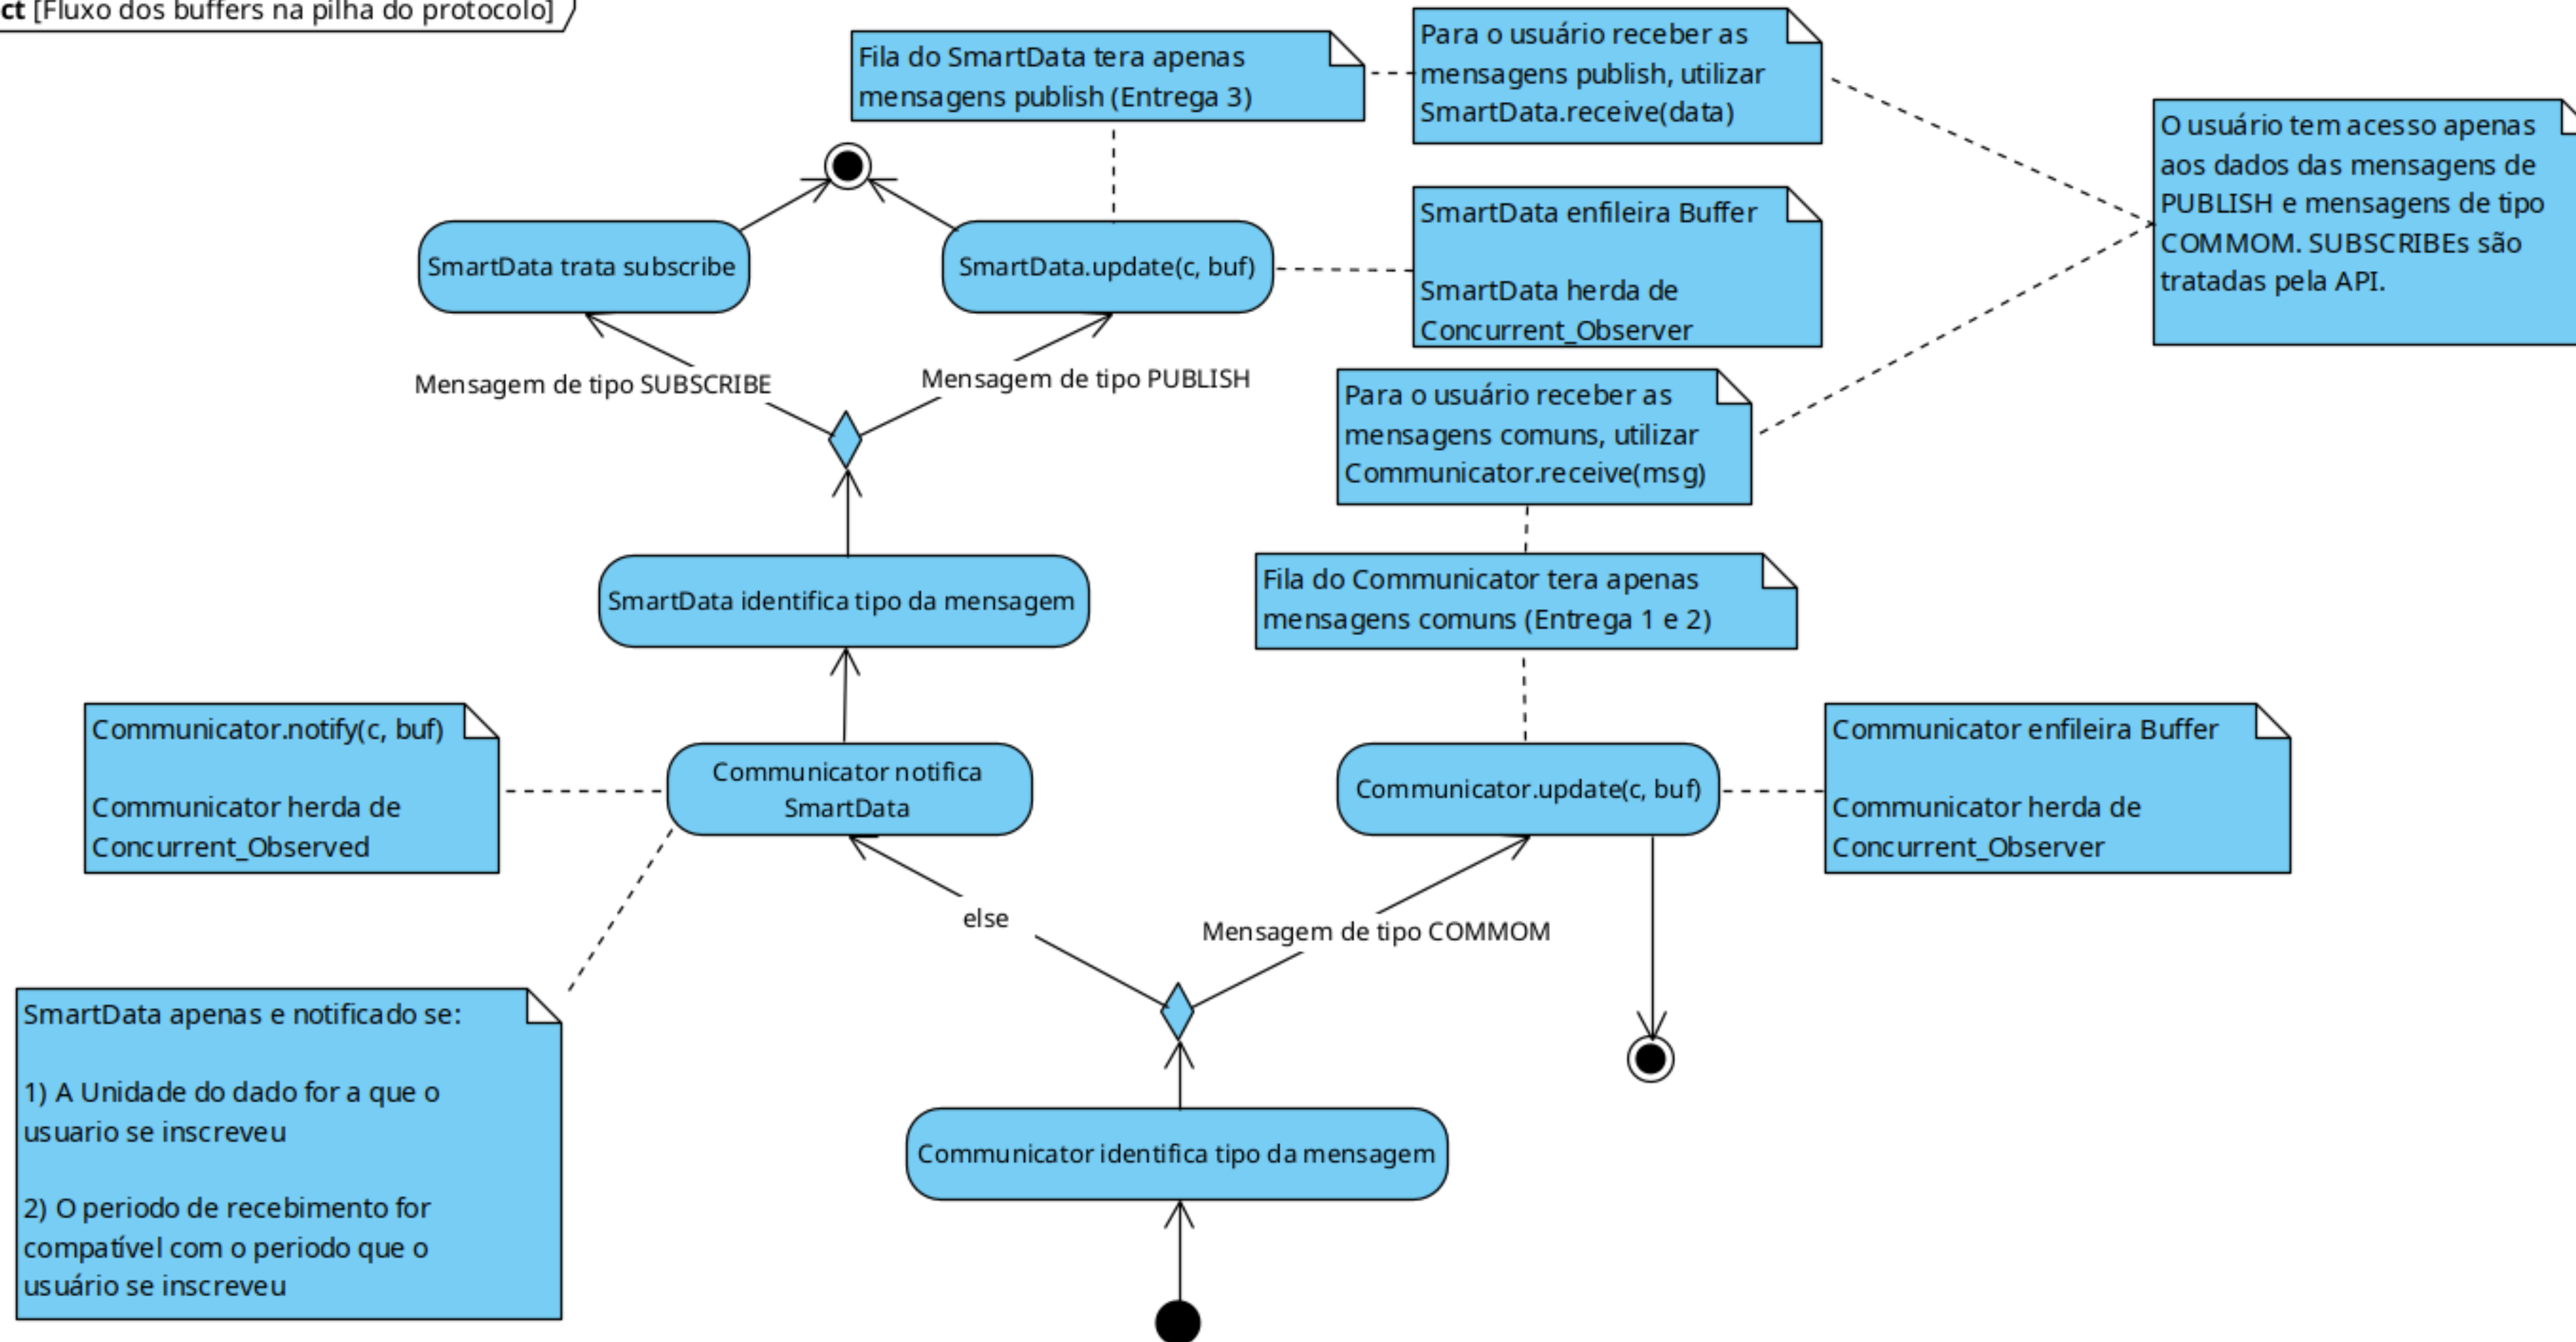 ct [Fluxo dos buffers na pilha do protocolo]
Fila do SmartData tera apenas
mensagens publish (Entrega 3)
Para o usuário receber as
mensagens publish, utilizar
SmartData.receive(data)
O usuário tem acesso apenas
aos dados das mensagens de
PUBLISH e mensagens de tipo
COMMOM. SUBSCRIBEs são
tratadas pela API.
SmartData trata subscribe
SmartData.update(c, buf)
SmartData enfileira Buffer
SmartData herda de
Concurrent_Observer
Mensagem de tipo SUBSCRIBE
Mensagem de tipo PUBLISH
Para o usuário receber as
mensagens comuns, utilizar
Communicator.receive(msg)
SmartData identifica tipo da mensagem
Fila do Communicator tera apenas
mensagens comuns (Entrega 1 e 2)
Communicator.notify(c, buf)
Communicator herda de
Concurrent_Observed
Communicator notifica
SmartData
Communicator.update(c, buf)
Communicator enfileira Buffer
Communicator herda de
Concurrent_Observer
else
Mensagem de tipo COMMOM
SmartData apenas e notificado se:
1) A Unidade do dado for a que o
usuario se inscreveu
2) O periodo de recebimento for
compatível com o periodo que o
usuário se inscreveu
Communicator identifica tipo da mensagem